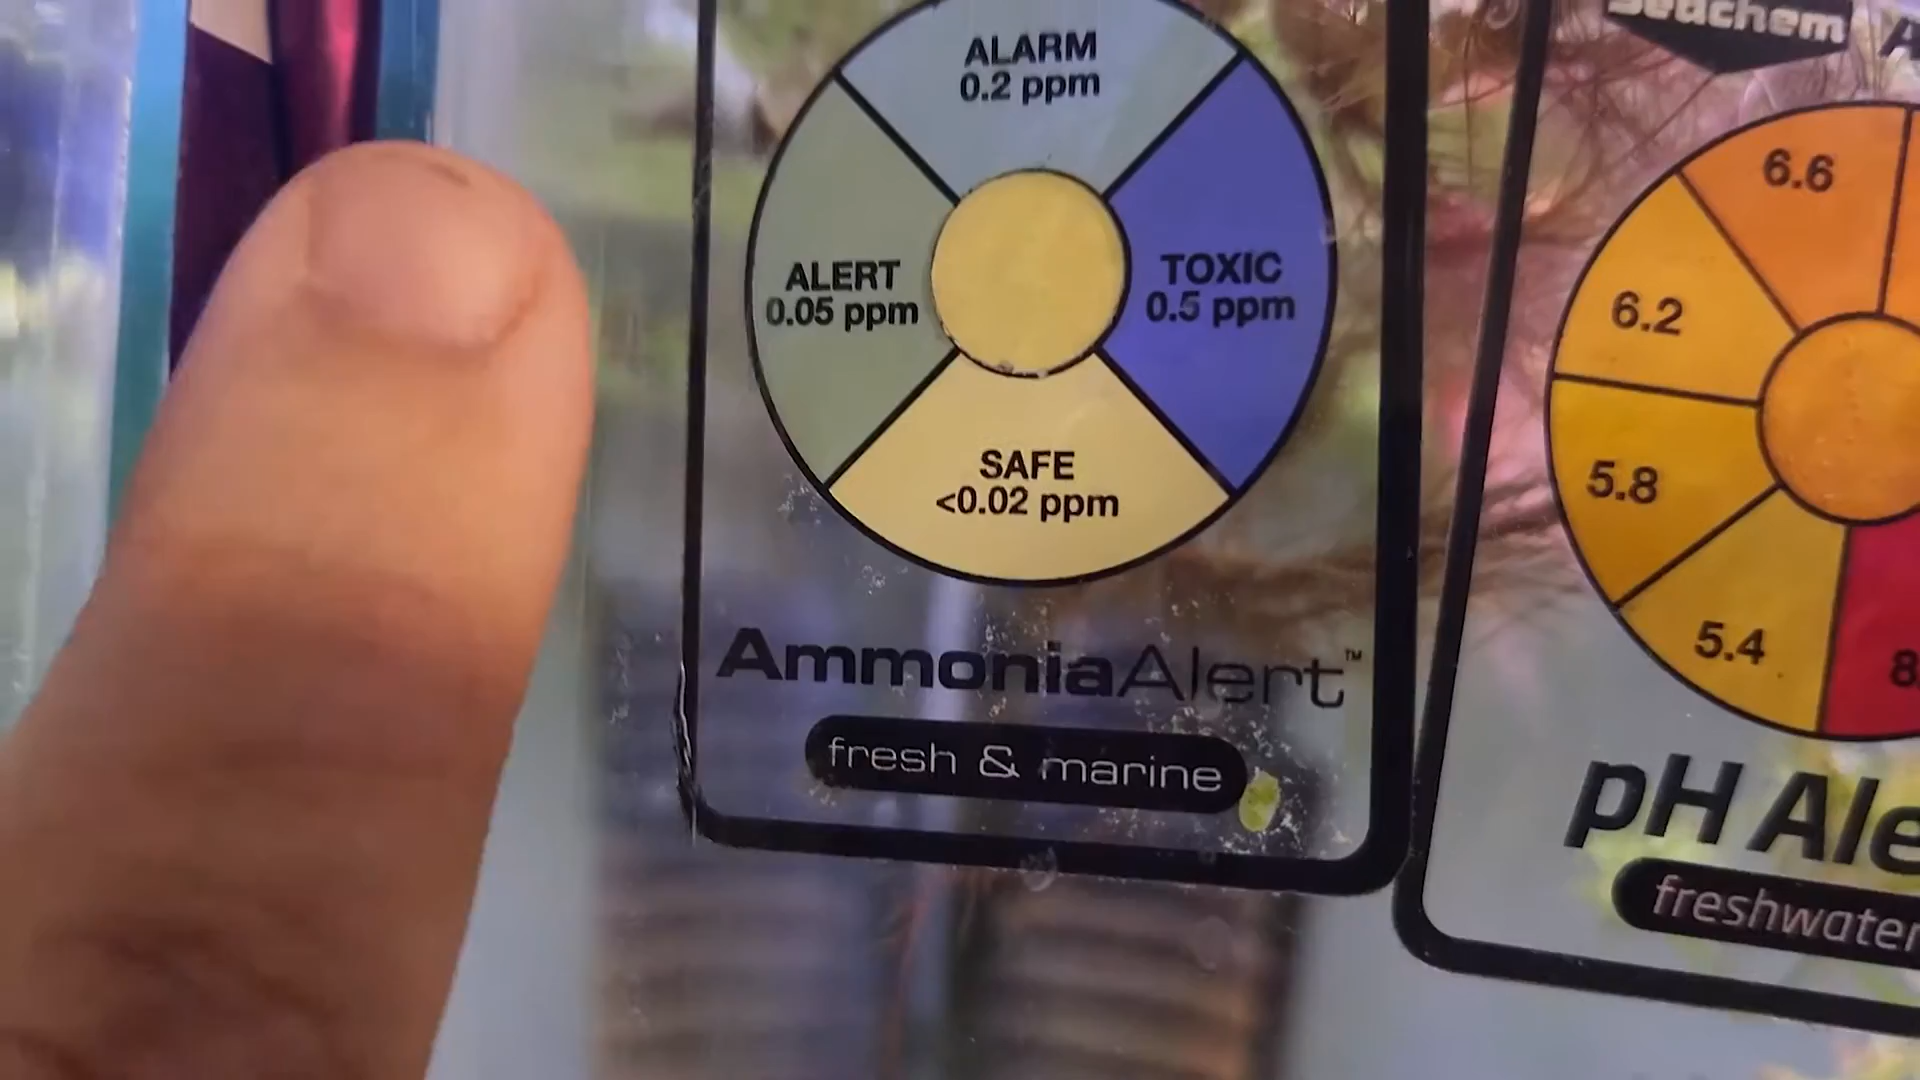 ALARM
0.2 ppm
ALERT
0.05 ppm
TOXIC
0.5 ppm
SAFE
<0.02 ppm
AmmoniaAlert™
fresh & marine
Seachem
6.6
6.2
5.8
5.4
8
pH Ale
freshwater